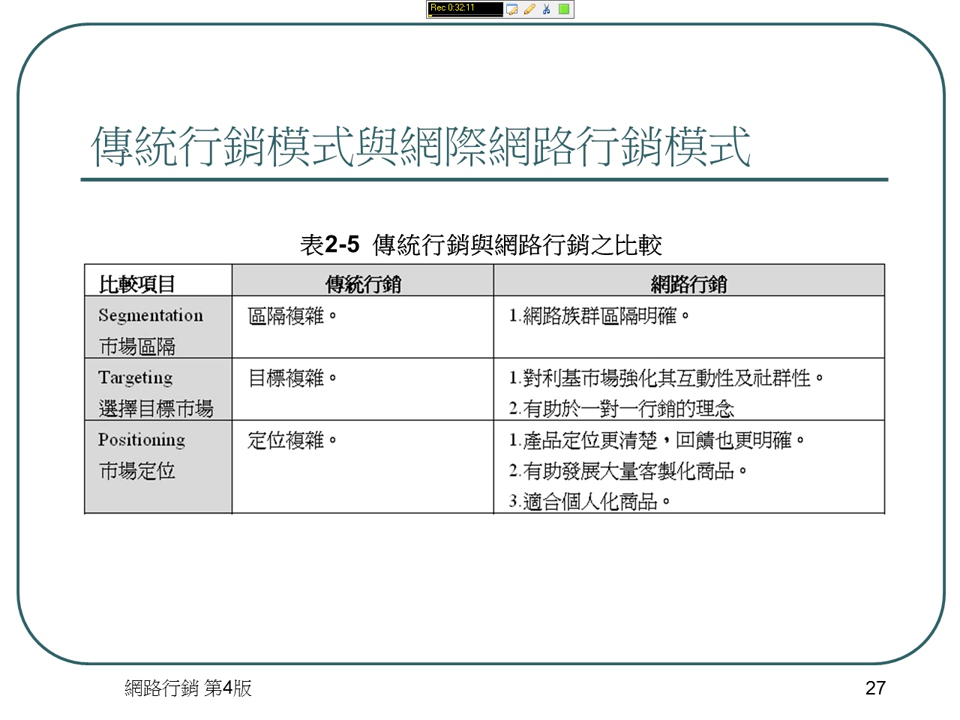 Rec 0:32:11
傳統行銷模式與網際網路行銷模式
表2-5 傳統行銷與網路行銷之比較
比較項目 傳統行銷 網路行銷
Segmentation 區隔複雜。 1.網路族群區隔明確。
市場區隔
Targeting 目標複雜。 1.對利基市場強化其互動性及社群性。
選擇目標市場 2.有助於一對一行銷的理念
Positioning 定位複雜。 1.產品定位更清楚，回饋也更明確。
市場定位 2.有助發展大量客製化商品。
3.適合個人化商品。
網路行銷 第4版 27